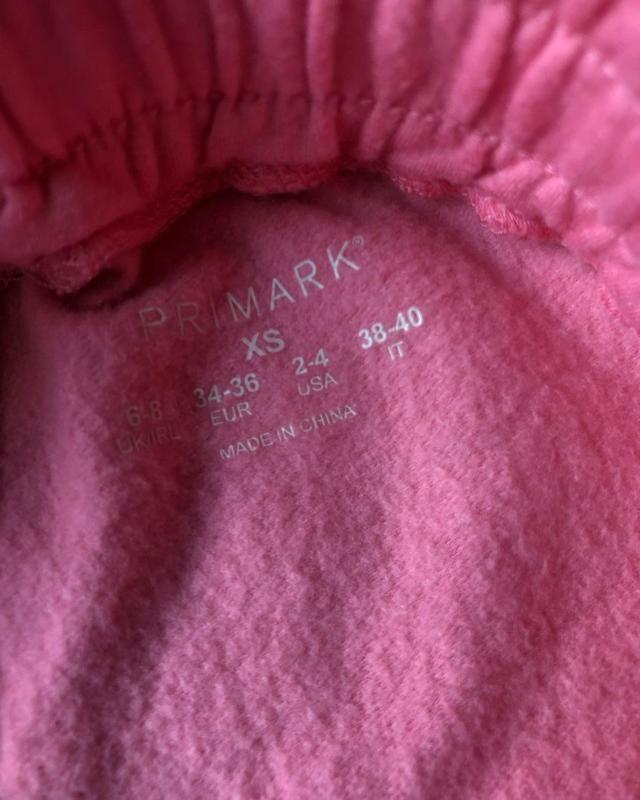 PRIMARK®
XS
6-8 34-36 2-4 38-40
UK/IRL EUR USA IT
MADE IN CHINA